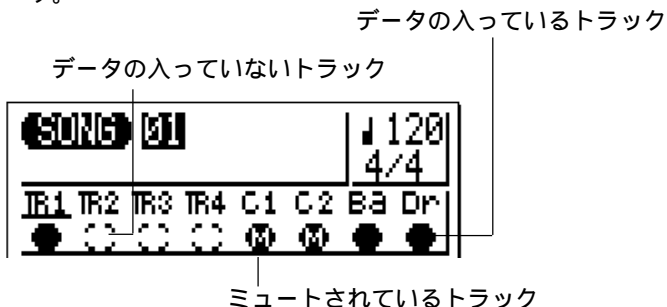 す。
データの入っているトラック
データの入っていないトラック
SONG 01 ♩120
4/4
TR1 TR2 TR3 TR4 C1 C2 Ba Dr
M M
ミュートされているトラック